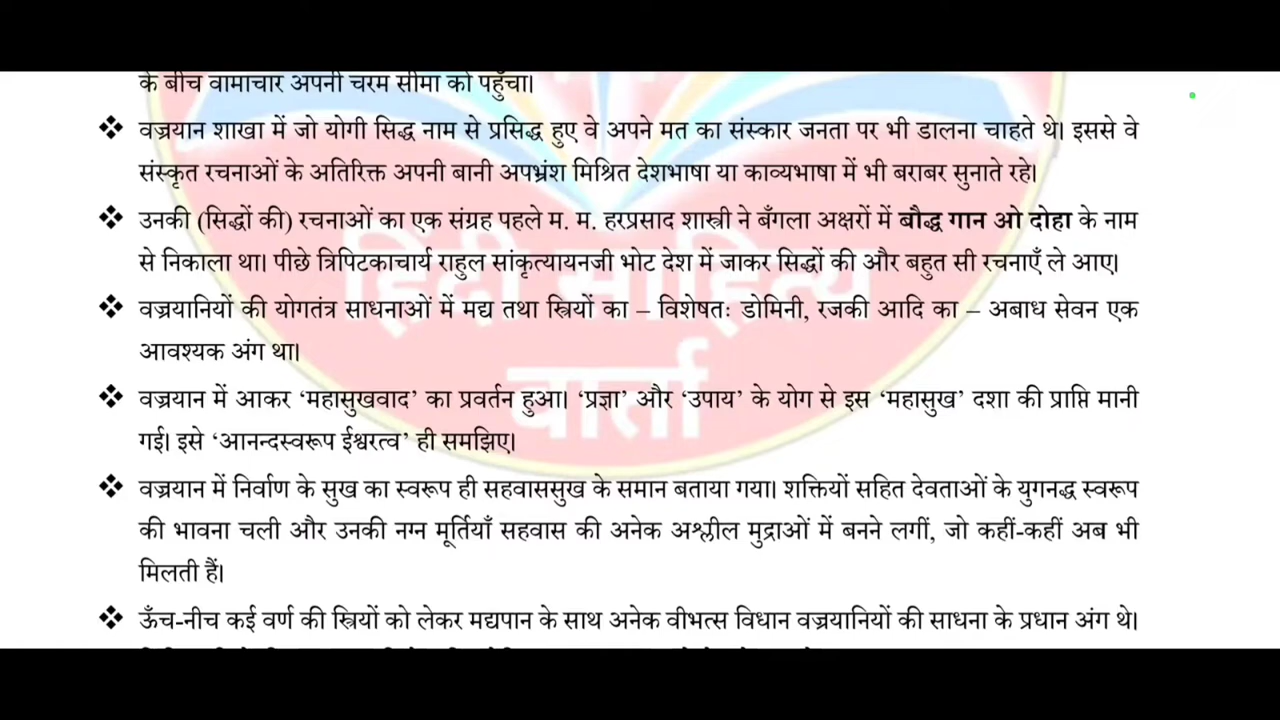 के बीच वामाचार अपनी चरम सीमा को पहुँचा।
❖ वज्रयान शाखा में जो योगी सिद्ध नाम से प्रसिद्ध हुए वे अपने मत का संस्कार जनता पर भी डालना चाहते थे। इससे वे
संस्कृत रचनाओं के अतिरिक्त अपनी बानी अपभ्रंश मिश्रित देशभाषा या काव्यभाषा में भी बराबर सुनाते रहे।
❖ उनकी (सिद्धों की) रचनाओं का एक संग्रह पहले म. म. हरप्रसाद शास्त्री ने बँगला अक्षरों में बौद्ध गान ओ दोहा के नाम
से निकाला था। पीछे त्रिपिटकाचार्य राहुल सांकृत्यायनजी भोट देश में जाकर सिद्धों की और बहुत सी रचनाएँ ले आए।
❖ वज्रयानियों की योगतंत्र साधनाओं में मद्य तथा स्त्रियों का – विशेषतः डोमिनी, रजकी आदि का – अबाध सेवन एक
आवश्यक अंग था।
❖ वज्रयान में आकर ‘महासुखवाद’ का प्रवर्तन हुआ। ‘प्रज्ञा’ और ‘उपाय’ के योग से इस ‘महासुख’ दशा की प्राप्ति मानी
गई। इसे ‘आनन्दस्वरूप ईश्वरत्व’ ही समझिए।
❖ वज्रयान में निर्वाण के सुख का स्वरूप ही सहवाससुख के समान बताया गया। शक्तियों सहित देवताओं के युगनद्ध स्वरूप
की भावना चली और उनकी नग्न मूर्तियाँ सहवास की अनेक अश्लील मुद्राओं में बनने लगीं, जो कहीं-कहीं अब भी
मिलती हैं।
❖ ऊँच-नीच कई वर्ण की स्त्रियों को लेकर मद्यपान के साथ अनेक वीभत्स विधान वज्रयानियों की साधना के प्रधान अंग थे।
हिंदी साहित्य
वार्ता